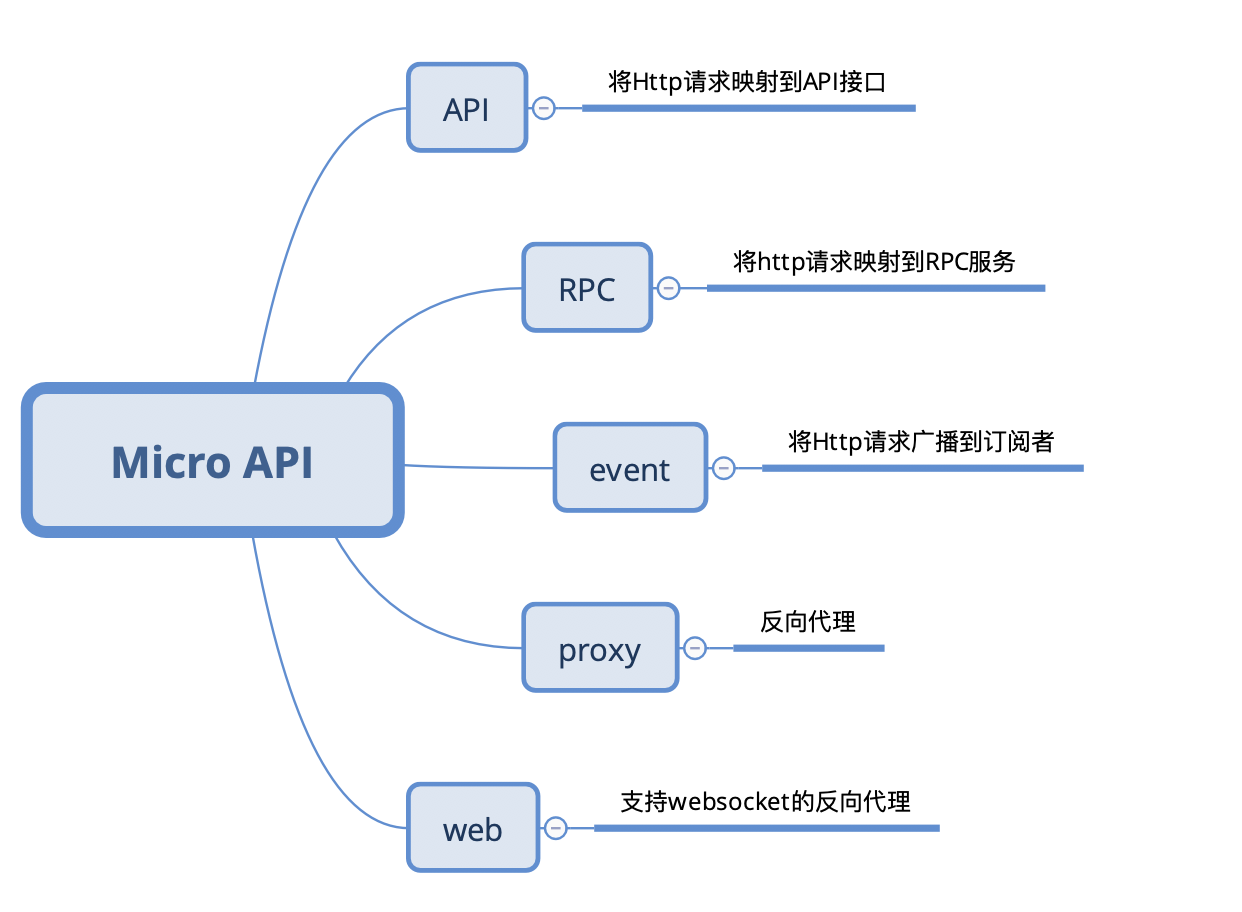 API
将Http请求映射到API接口
RPC
将http请求映射到RPC服务
Micro API
event
将Http请求广播到订阅者
proxy
反向代理
web
支持websocket的反向代理